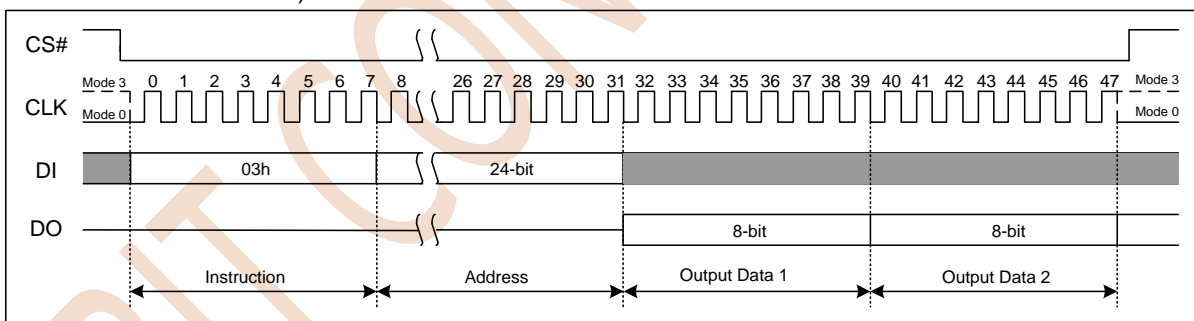 )
CS#
Mode 3 0 1 2 3 4 5 6 7 8 26 27 28 29 30 31 32 33 34 35 36 37 38 39 40 41 42 43 44 45 46 47 Mode 3
CLK
Mode 0 Mode 0
DI 03h 24-bit
DO 8-bit 8-bit
Instruction Address Output Data 1 Output Data 2